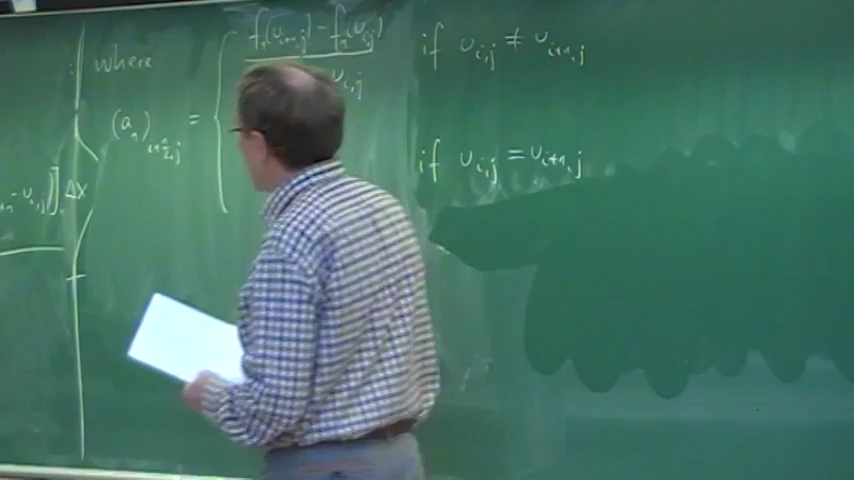 where
f_n(u_{i+1,j}) - f_n(u_{i,j})
if u_{i,j} ≠ u_{i+1,j}
u_{i,j}
(a_n)_{i+1/2,j} = {
if u_{i,j} = u_{i+1,j}
- u_{i,j}] Δx